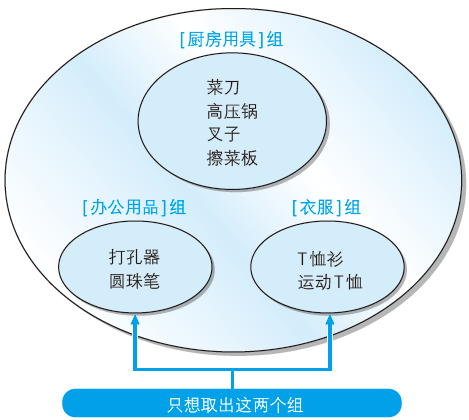 [厨房用具]组
菜刀
高压锅
叉子
擦菜板
[办公用品]组
打孔器
圆珠笔
[衣服]组
T恤衫
运动T恤
只想取出这两个组